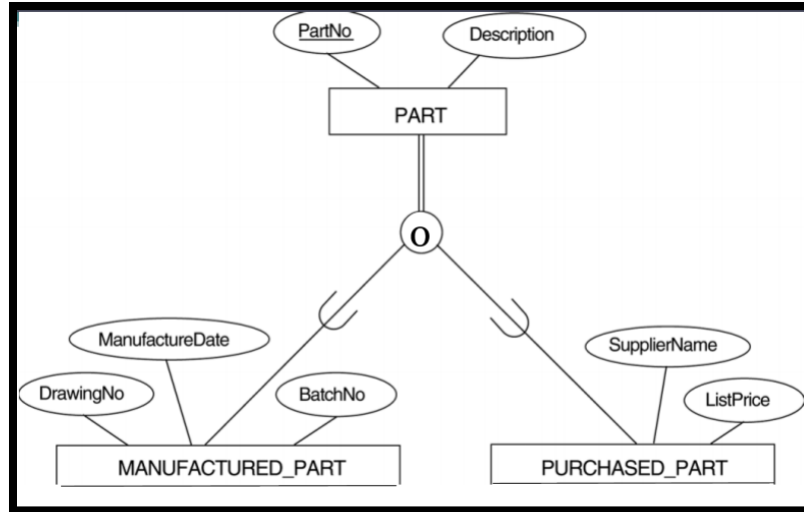 PartNo
Description
PART
O
ManufactureDate
DrawingNo
BatchNo
MANUFACTURED_PART
SupplierName
ListPrice
PURCHASED_PART